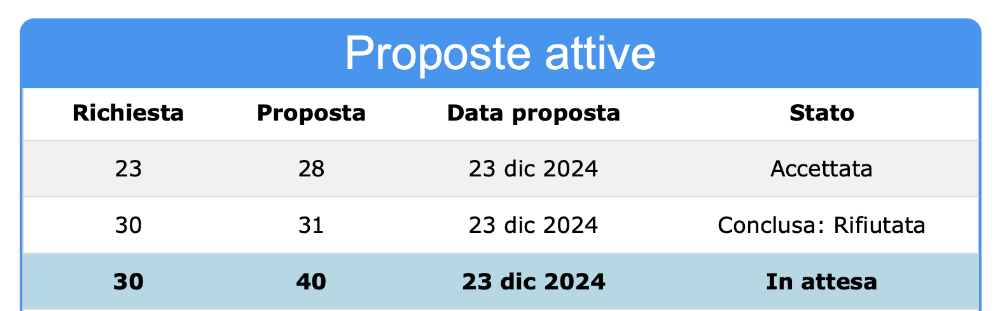 Proposte attive
Richiesta Proposta Data proposta Stato
23 28 23 dic 2024 Accettata
30 31 23 dic 2024 Conclusa: Rifiutata
30 40 23 dic 2024 In attesa